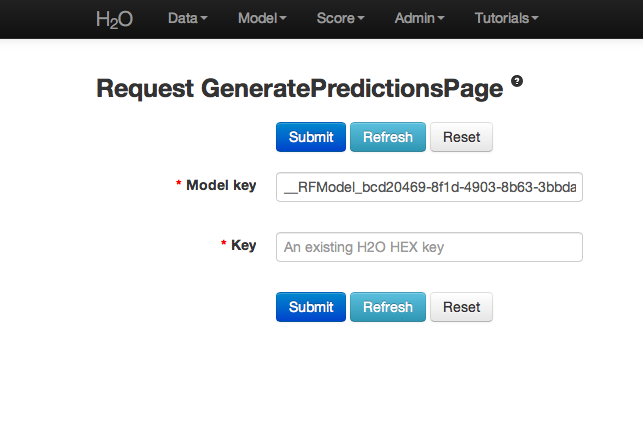 H2O Data Model Score Admin Tutorials
Request GeneratePredictionsPage ?
Submit Refresh Reset
* Model key __RFModel_bcd20469-8f1d-4903-8b63-3bbda
* Key An existing H2O HEX key
Submit Refresh Reset